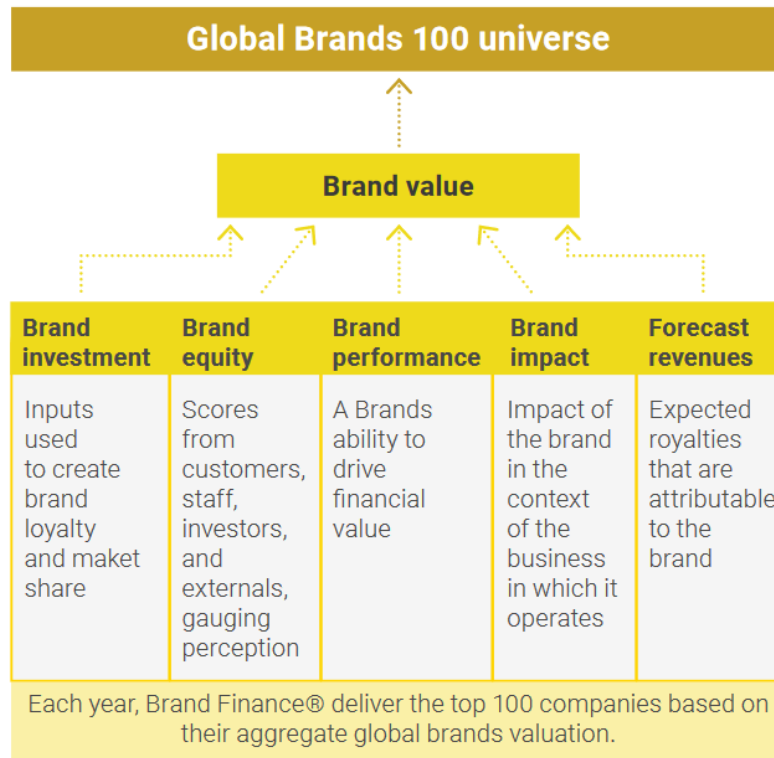 Global Brands 100 universe
Brand value
Brand
investment
Inputs
used
to create
brand
loyalty
and maket
share
Brand
equity
Scores
from
customers,
staff,
investors,
and
externals,
gauging
perception
Brand
performance
A Brands
ability to
drive
financial
value
Brand
impact
Impact of
the brand
in the
context
of the
business
in which it
operates
Forecast
revenues
Expected
royalties
that are
attributable
to the
brand
Each year, Brand Finance® deliver the top 100 companies based on
their aggregate global brands valuation.